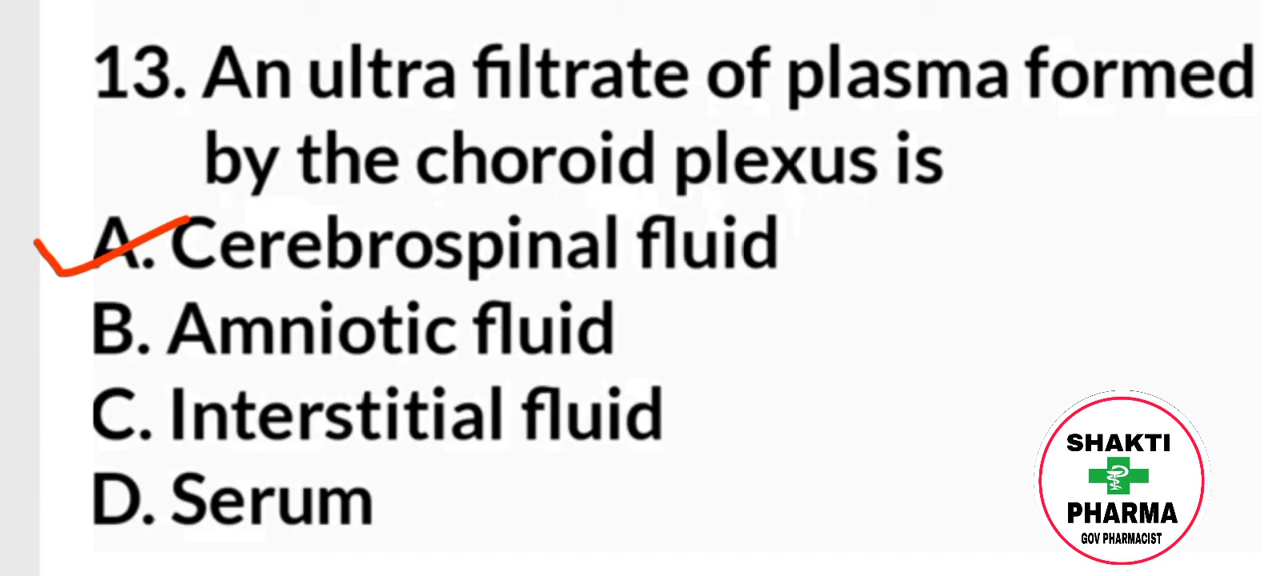 13. An ultra filtrate of plasma formed
by the choroid plexus is
A. Cerebrospinal fluid
B. Amniotic fluid
C. Interstitial fluid
D. Serum
SHAKTI
PHARMA
GOV PHARMACIST